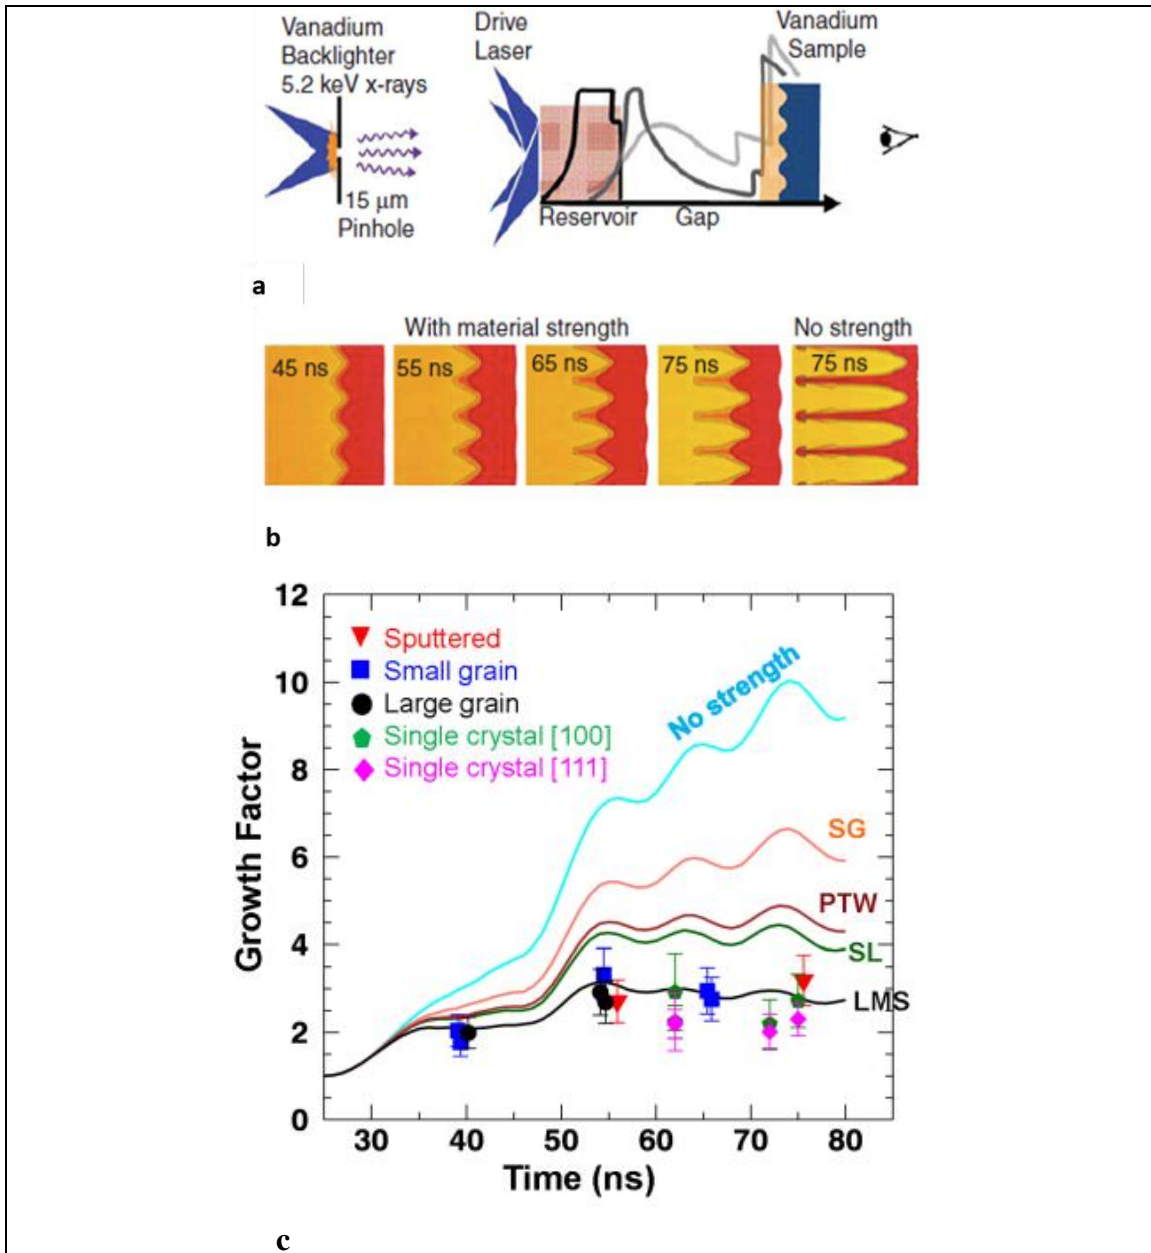 Vanadium
Backlighter
5.2 keV x-rays
15 μm
Pinhole
Drive
Laser
Reservoir
Gap
Vanadium
Sample
a
With material strength
No strength
45 ns
55 ns
65 ns
75 ns
75 ns
b
12
10
8
6
4
2
0
Growth Factor
Sputtered
Small grain
Large grain
Single crystal [100]
Single crystal [111]
No strength
SG
PTW
SL
LMS
30
40
50
60
70
80
Time (ns)
c